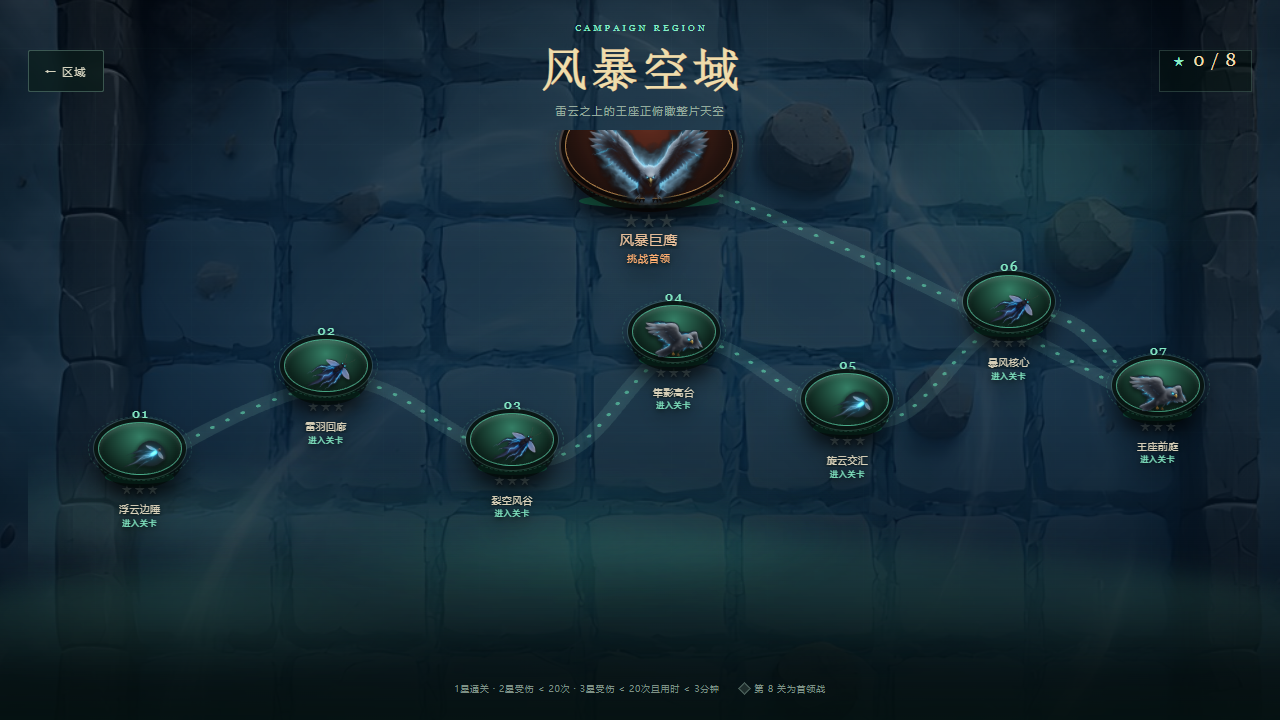 CAMPAIGN REGION
← 区域
风暴空域
★ 0 / 8
雷云之上的王座正俯瞰整片天空
★★★
风暴巨鹰
挑战首领
06
★★★
暴风核心
进入关卡
04
★★★
隼影高台
进入关卡
02
★★★
雷羽回廊
进入关卡
07
★★★
王座前庭
进入关卡
05
★★★
旋云交汇
进入关卡
03
★★★
裂空风谷
进入关卡
01
★★★
浮云边陲
进入关卡
1星通关 · 2星受伤 < 20次 · 3星受伤 < 20次且用时 < 3分钟
第 8 关为首领战